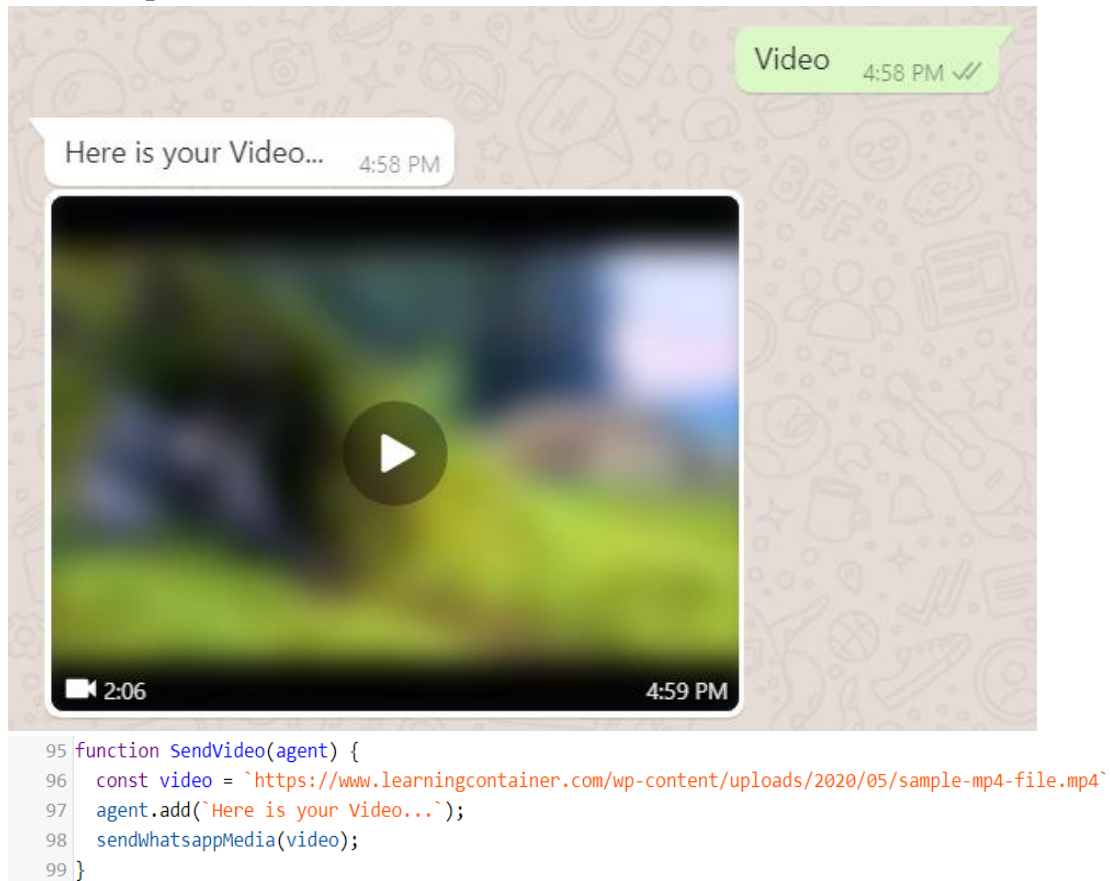 Video 4:58 PM
Here is your Video... 4:58 PM
2:06 4:59 PM
95 function SendVideo(agent) {
96 const video = `https://www.learningcontainer.com/wp-content/uploads/2020/05/sample-mp4-file.mp4`
97 agent.add(`Here is your Video...`);
98 sendWhatsappMedia(video);
99 }